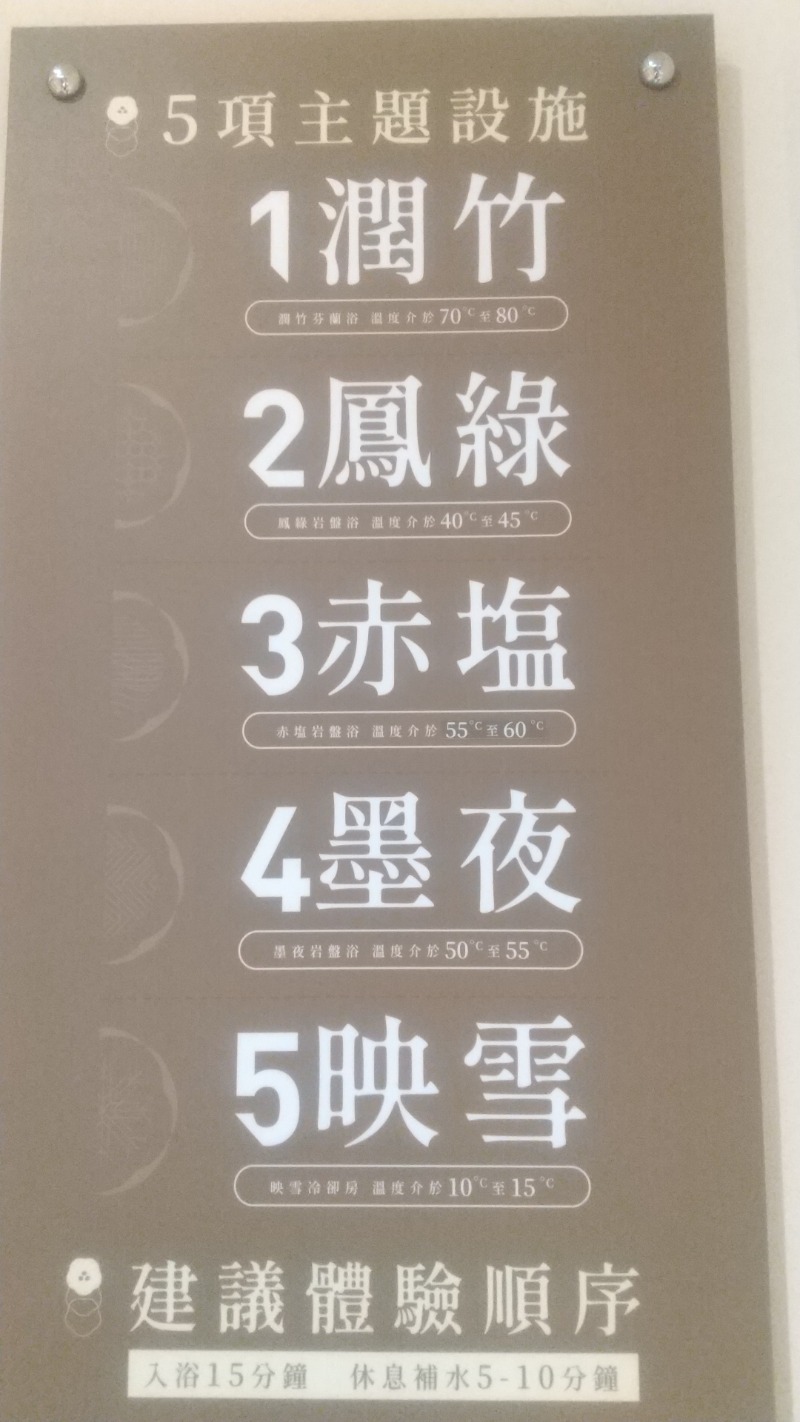 5項主題設施
1潤竹
潤竹芬蘭浴 溫度介於70°C至80°C
2鳳綠
鳳綠岩盤浴 溫度介於40°C至45°C
3赤塩
赤塩岩盤浴 溫度介於55°C至60°C
4墨夜
墨夜岩盤浴 溫度介於50°C至55°C
5映雪
映雪冷卻房 溫度介於10°C至15°C
建議體驗順序
入浴15分鐘 休息補水5-10分鐘